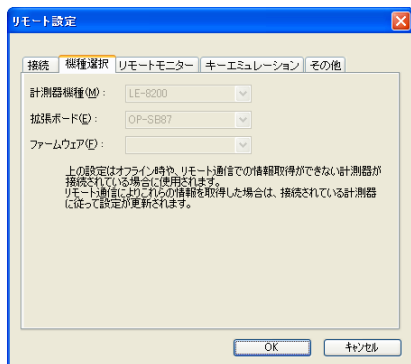 リモート設定
接続 機種選択 リモートモニター キーエミュレーション その他
計測器機種(M): LE-8200
拡張ボード(E): OP-SB87
ファームウェア(F):
上の設定はオフライン時や、リモート通信での情報取得ができない計測器が
接続されている場合に使用されます。
リモート通信によりこれらの情報を取得した場合は、接続されている計測器
に従って設定が更新されます。
OK キャンセル